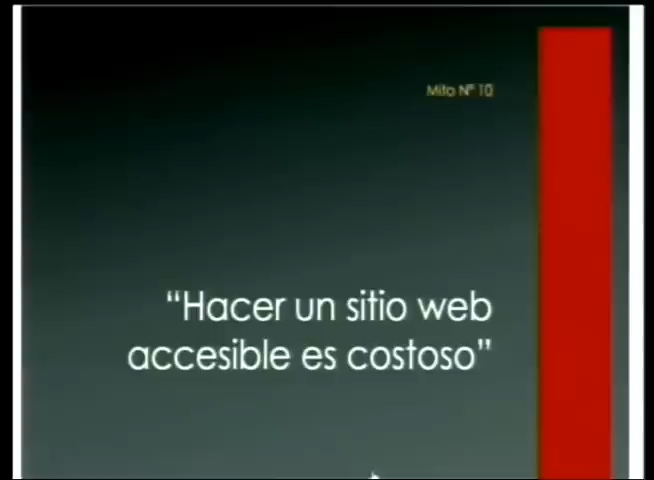 Mito Nº 10
“Hacer un sitio web
accesible es costoso”